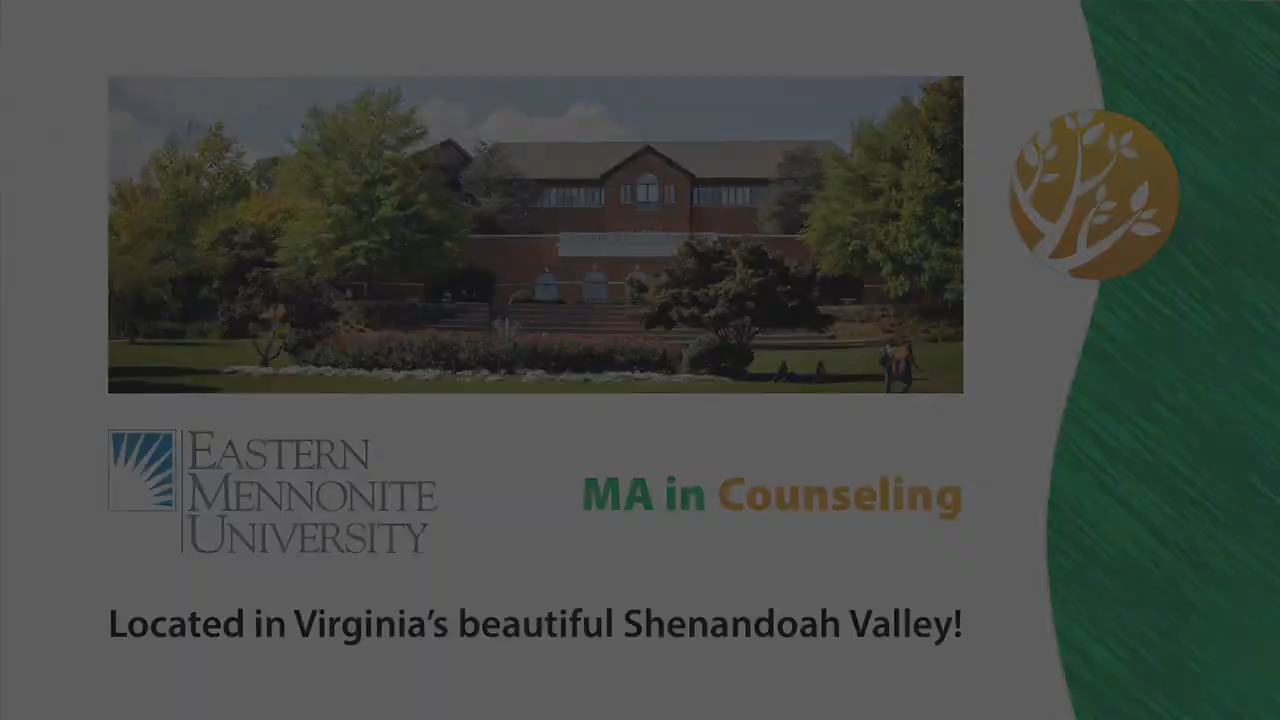 EASTERN
MENNONITE
UNIVERSITY
MA in Counseling
Located in Virginia's beautiful Shenandoah Valley!